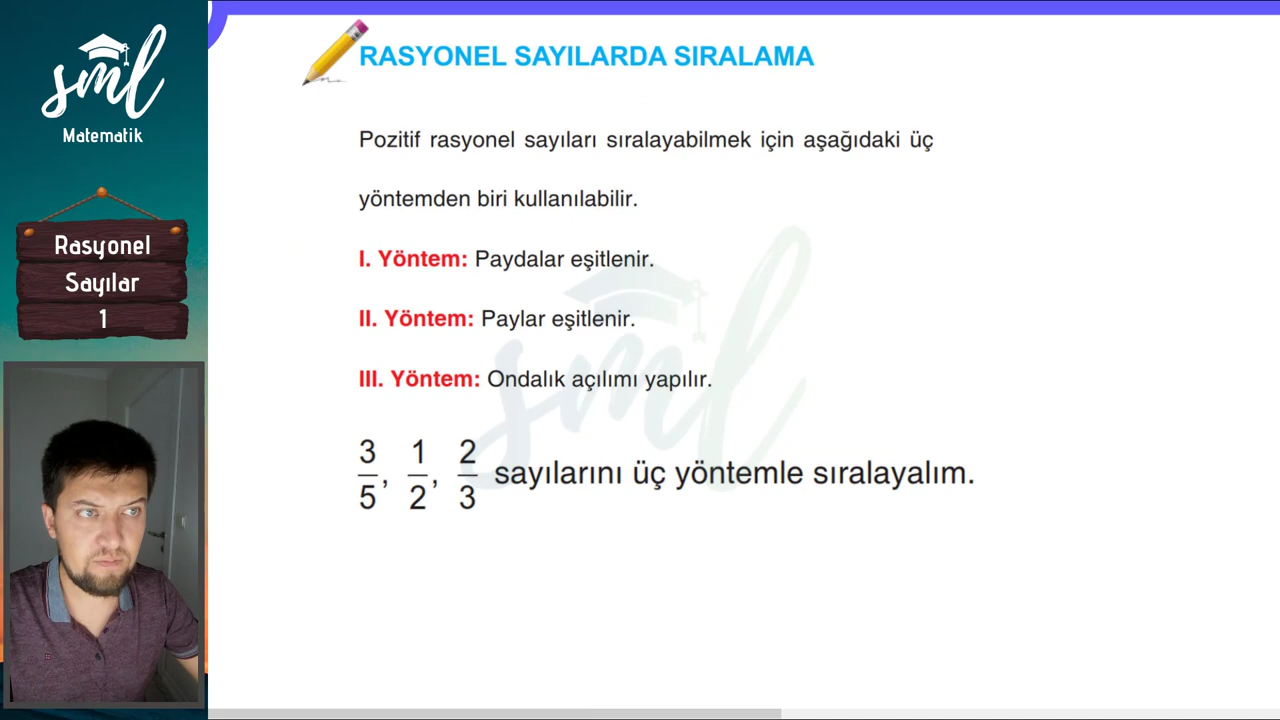 sml
Matematik
Rasyonel
Sayılar
1
RASYONEL SAYILARDA SIRALAMA
Pozitif rasyonel sayıları sıralayabilmek için aşağıdaki üç
yöntemden biri kullanılabilir.
I. Yöntem: Paydalar eşitlenir.
II. Yöntem: Paylar eşitlenir.
III. Yöntem: Ondalık açılımı yapılır.
3/5, 1/2, 2/3 sayılarını üç yöntemle sıralayalım.
sml